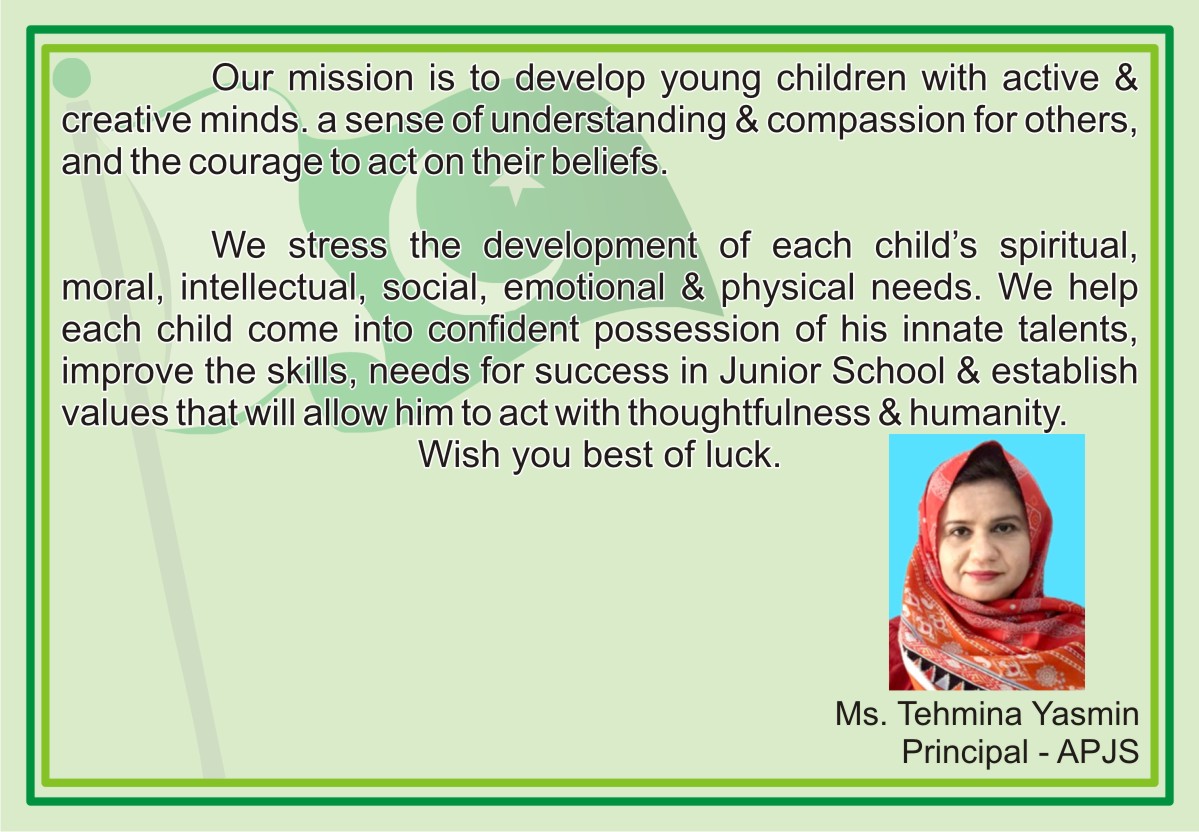 Our mission is to develop young children with active &
creative minds. a sense of understanding & compassion for others,
and the courage to act on their beliefs.
We stress the development of each child’s spiritual,
moral, intellectual, social, emotional & physical needs. We help
each child come into confident possession of his innate talents,
improve the skills, needs for success in Junior School & establish
values that will allow him to act with thoughtfulness & humanity.
Wish you best of luck.
Ms. Tehmina Yasmin
Principal - APJS